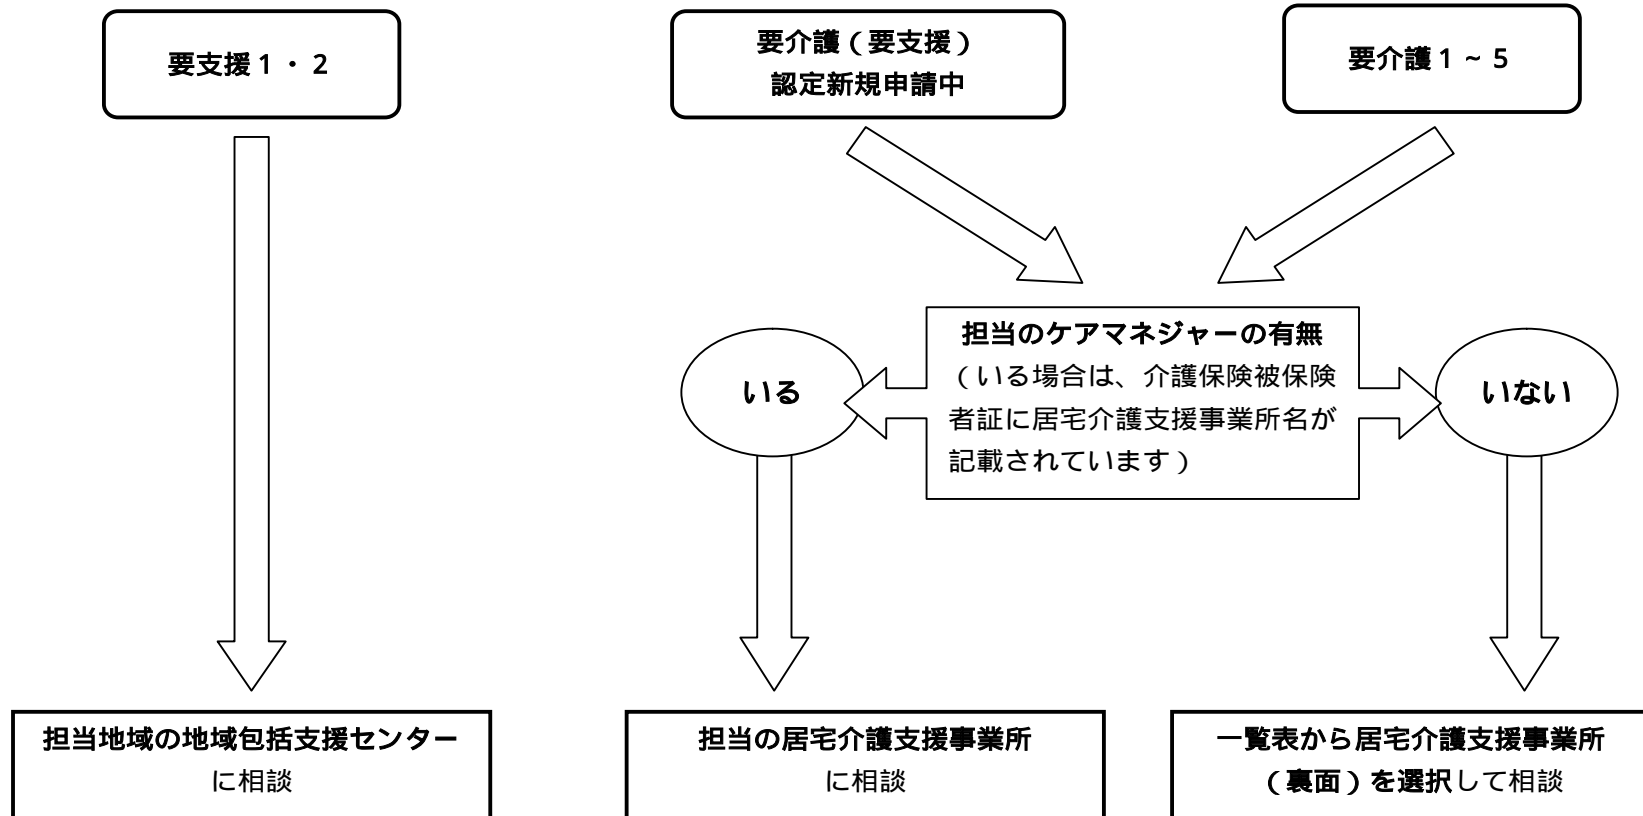 要支援１・２
要介護（要支援）
認定新規申請中
要介護１～５
担当のケアマネジャーの有無
（いる場合は、介護保険被保険
者証に居宅介護支援事業所名が
記載されています）
いる
いない
担当地域の地域包括支援センター
に相談
担当の居宅介護支援事業所
に相談
一覧表から居宅介護支援事業所
（裏面）を選択して相談